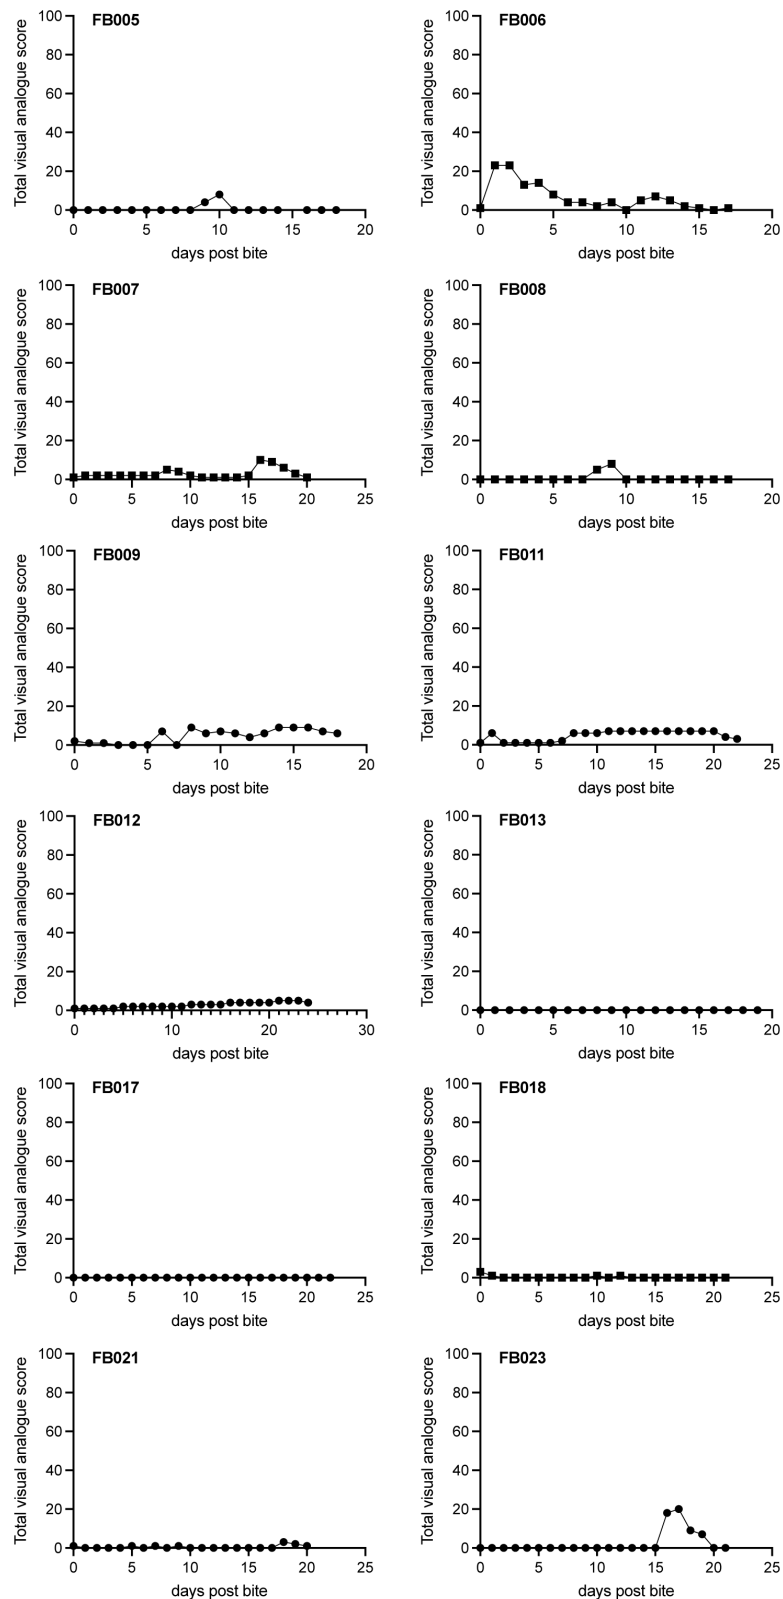 FB005
Total visual analogue score
100
80
60
40
20
0
0 5 10 15 20
days post bite
FB006
Total visual analogue score
100
80
60
40
20
0
0 5 10 15 20
days post bite
FB007
Total visual analogue score
100
80
60
40
20
0
0 5 10 15 20 25
days post bite
FB008
Total visual analogue score
100
80
60
40
20
0
0 5 10 15 20
days post bite
FB009
Total visual analogue score
100
80
60
40
20
0
0 5 10 15 20
days post bite
FB011
Total visual analogue score
100
80
60
40
20
0
0 5 10 15 20 25
days post bite
FB012
Total visual analogue score
100
80
60
40
20
0
0 10 20 30
days post bite
FB013
Total visual analogue score
100
80
60
40
20
0
0 5 10 15 20
days post bite
FB017
Total visual analogue score
100
80
60
40
20
0
0 5 10 15 20 25
days post bite
FB018
Total visual analogue score
100
80
60
40
20
0
0 5 10 15 20 25
days post bite
FB021
Total visual analogue score
100
80
60
40
20
0
0 5 10 15 20 25
days post bite
FB023
Total visual analogue score
100
80
60
40
20
0
0 5 10 15 20 25
days post bite